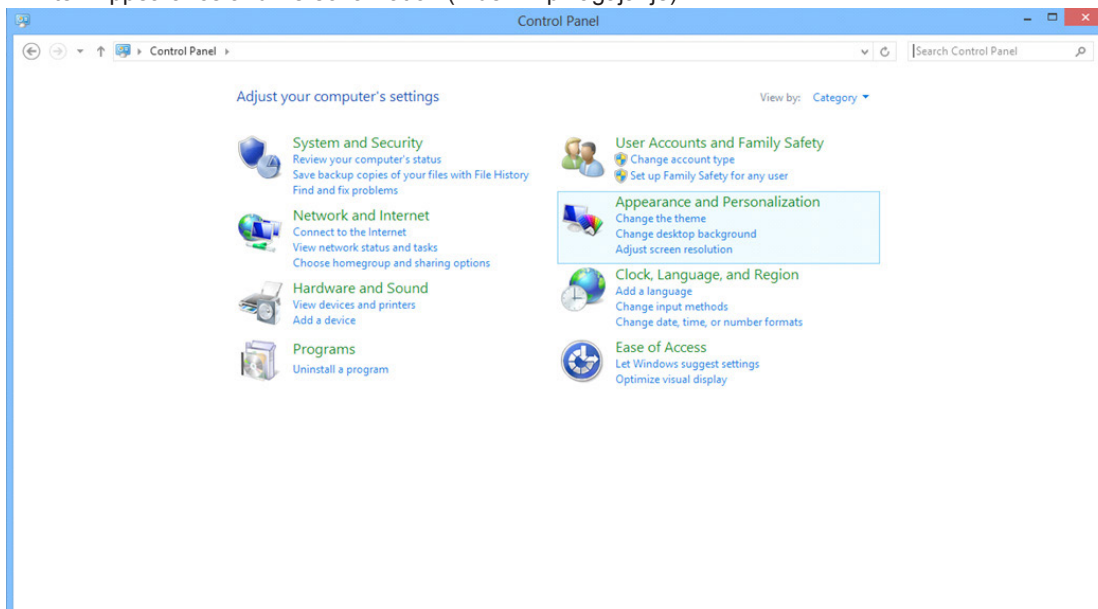 Control Panel
Control Panel
Search Control Panel
Adjust your computer's settings
View by: Category
System and Security
Review your computer's status
Save backup copies of your files with File History
Find and fix problems
Network and Internet
Connect to the Internet
View network status and tasks
Choose homegroup and sharing options
Hardware and Sound
View devices and printers
Add a device
Programs
Uninstall a program
User Accounts and Family Safety
Change account type
Set up Family Safety for any user
Appearance and Personalization
Change the theme
Change desktop background
Adjust screen resolution
Clock, Language, and Region
Add a language
Change input methods
Change date, time, or number formats
Ease of Access
Let Windows suggest settings
Optimize visual display